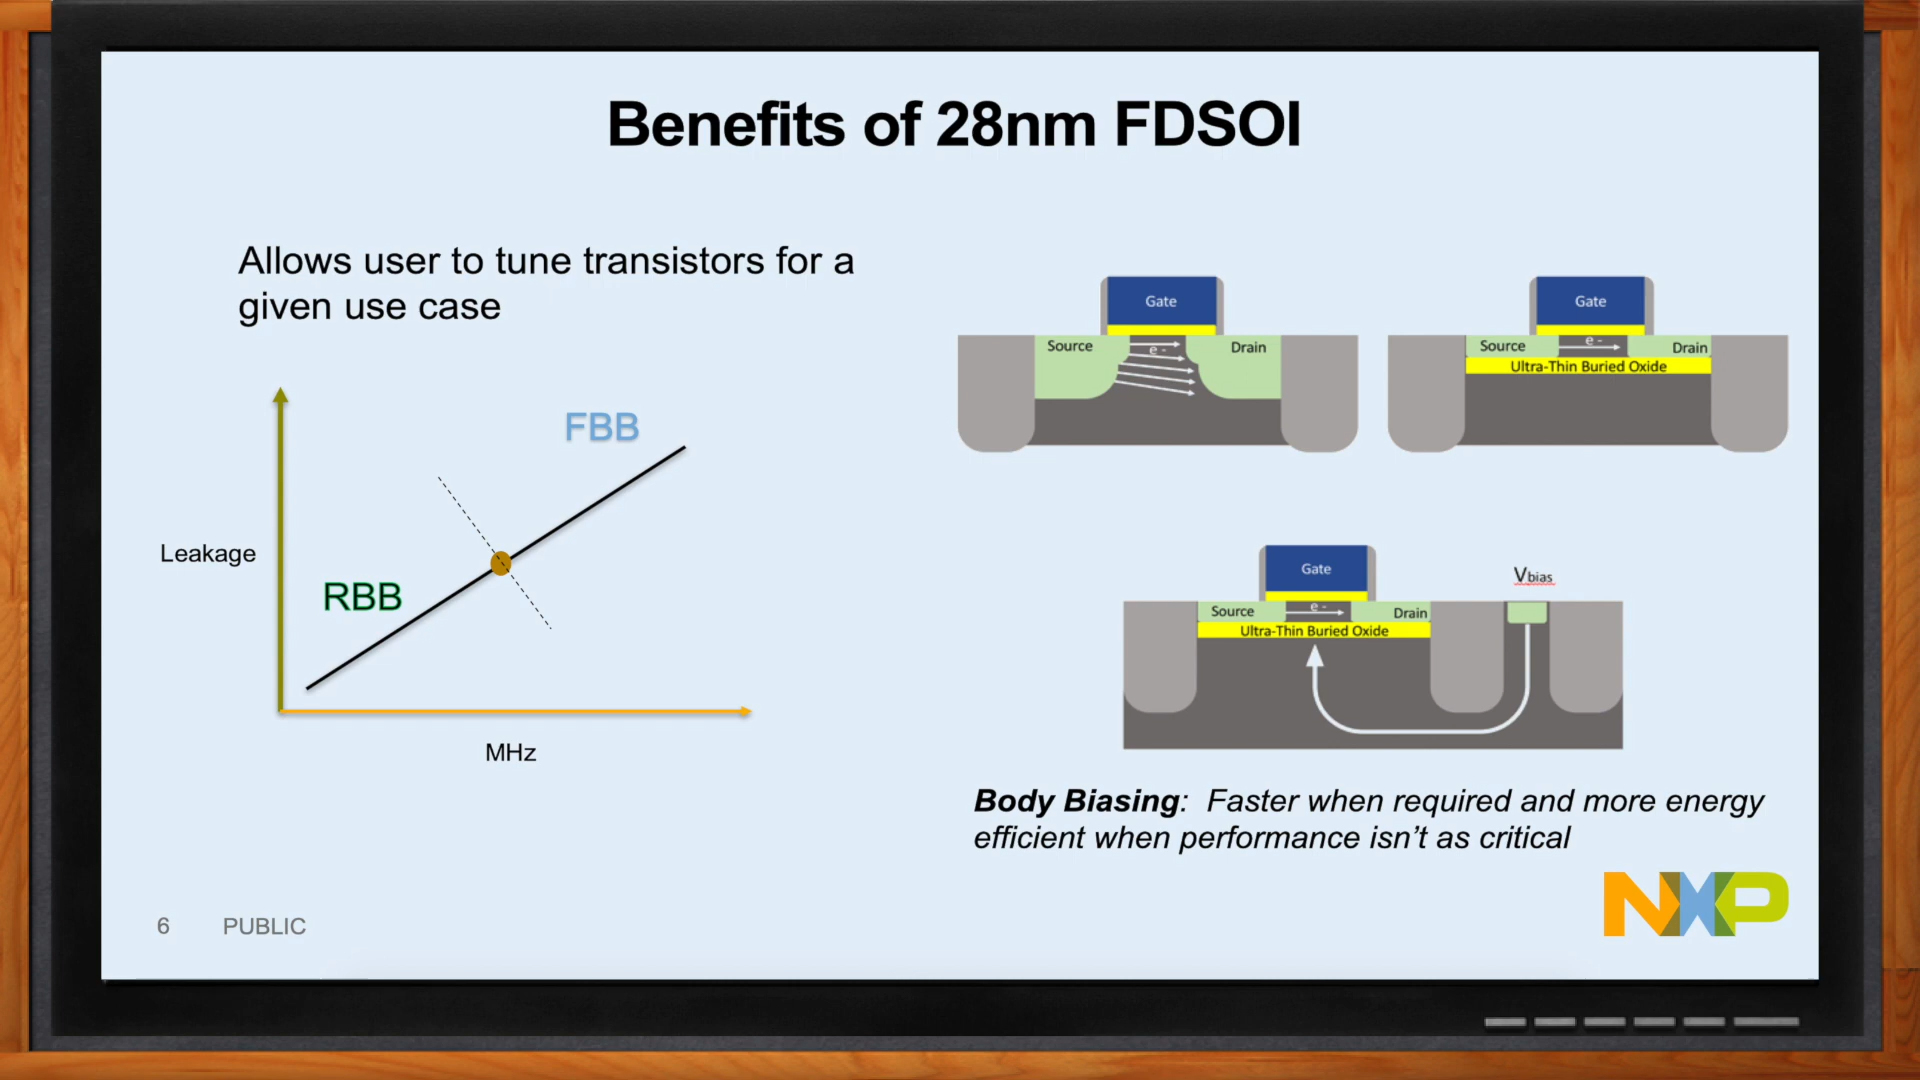 Benefits of 28nm FDSOI
Allows user to tune transistors for a
given use case
FBB
Leakage
RBB
MHz
Gate
Source
e -
Drain
Gate
Source
e -
Drain
Ultra-Thin Buried Oxide
Gate
Vbias
Source
e -
Drain
Ultra-Thin Buried Oxide
Body Biasing: Faster when required and more energy
efficient when performance isn't as critical
NXP
6 PUBLIC